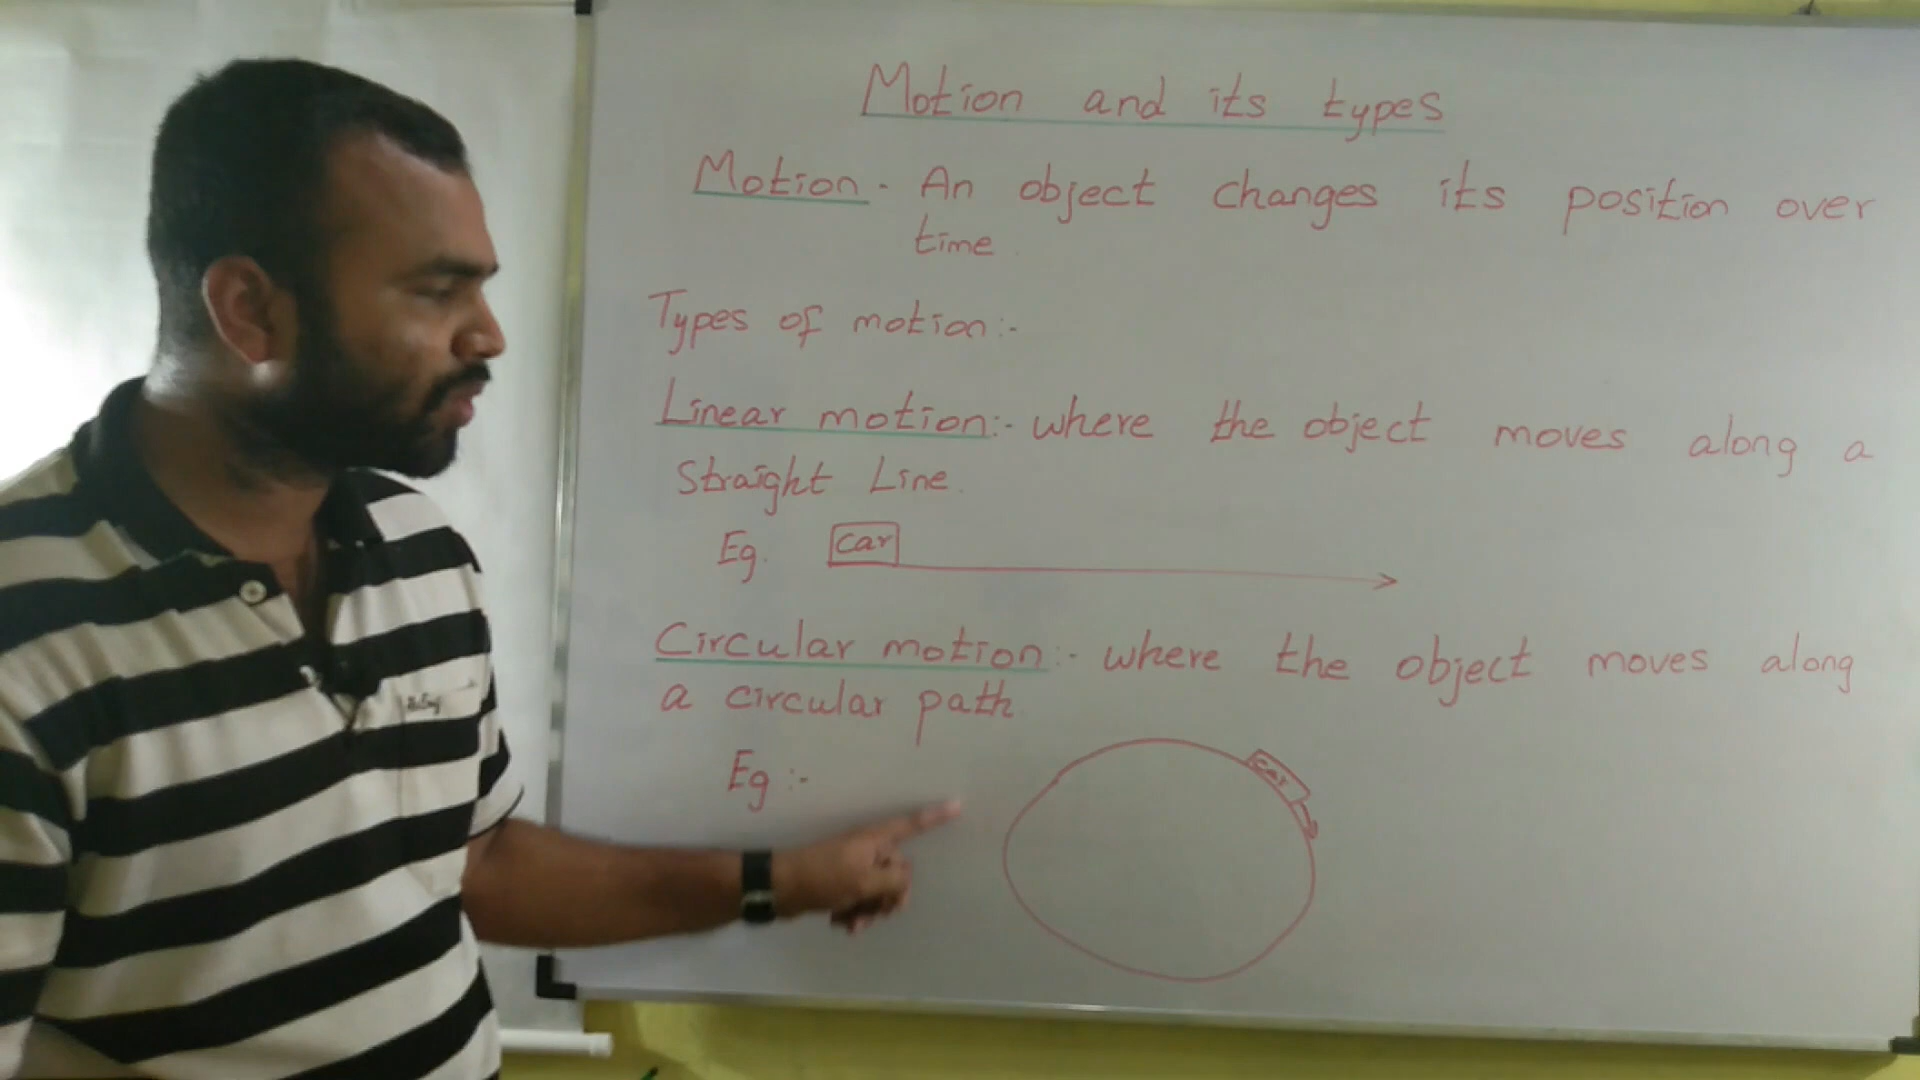 Motion and its types
Motion - An object changes its position over
time.
Types of motion:-
Linear motion:- where the object moves along a
Straight Line.
Eg. car
Circular motion:- where the object moves along
a circular path
Eg :-
car